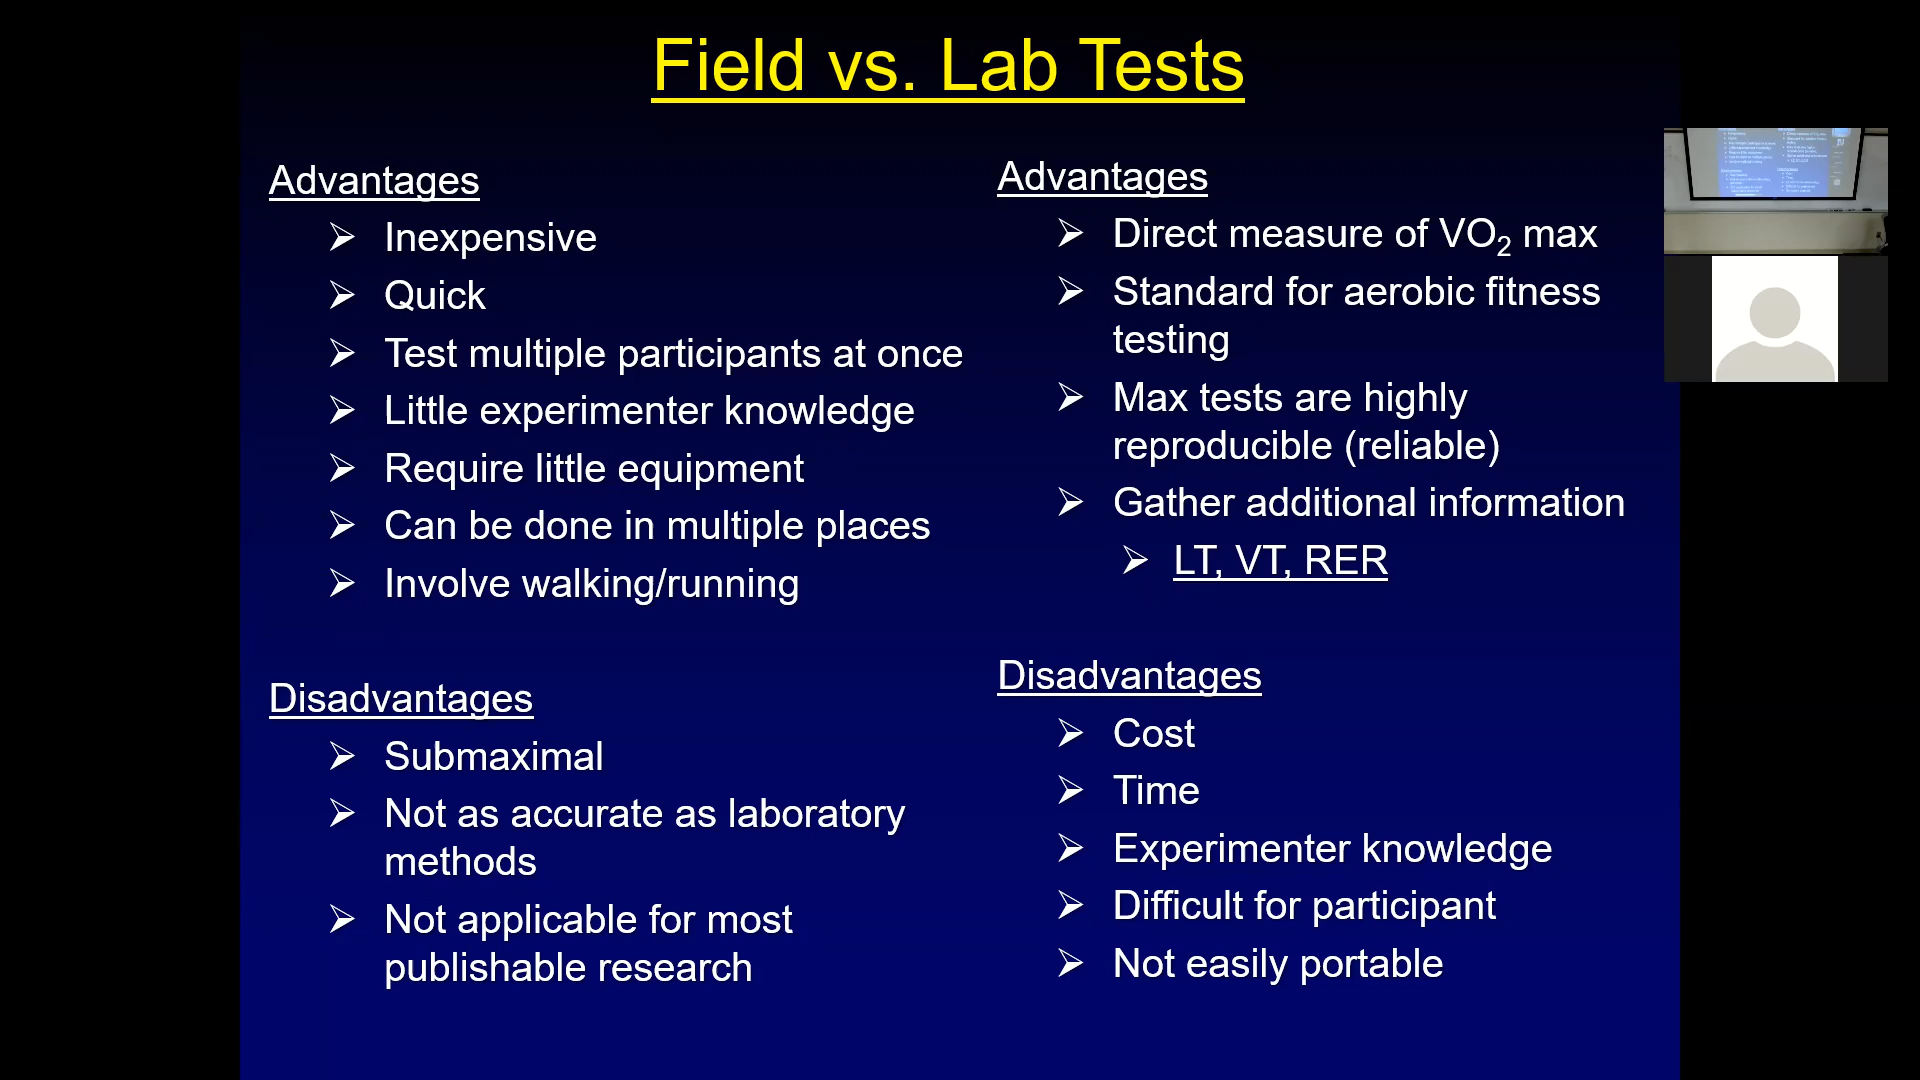 Field vs. Lab Tests
Advantages
Inexpensive
Quick
Test multiple participants at once
Little experimenter knowledge
Require little equipment
Can be done in multiple places
Involve walking/running
Disadvantages
Submaximal
Not as accurate as laboratory
methods
Not applicable for most
publishable research
Advantages
Direct measure of VO₂ max
Standard for aerobic fitness
testing
Max tests are highly
reproducible (reliable)
Gather additional information
LT, VT, RER
Disadvantages
Cost
Time
Experimenter knowledge
Difficult for participant
Not easily portable